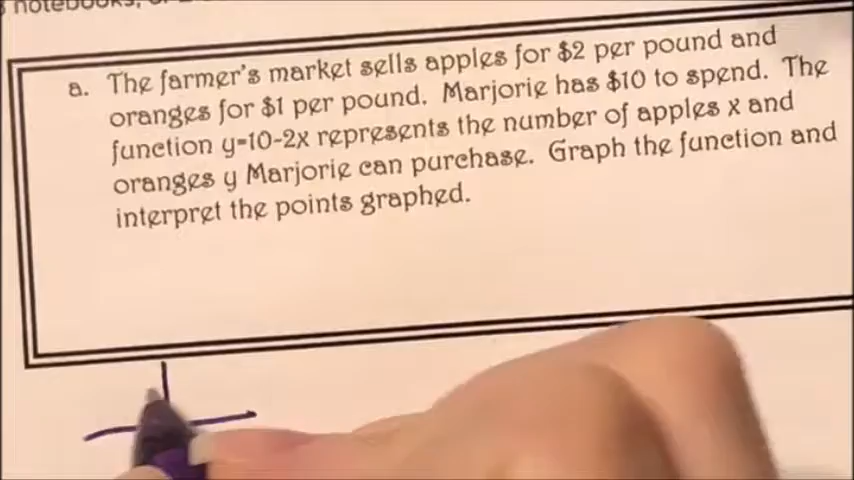 notebooks,
a. The farmer's market sells apples for $2 per pound and
oranges for $1 per pound. Marjorie has $10 to spend. The
function y=10-2x represents the number of apples x and
oranges y Marjorie can purchase. Graph the function and
interpret the points graphed.